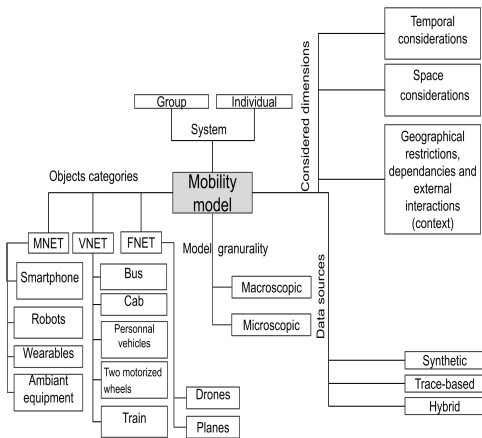 Temporal
considerations
Space
considerations
Geographical
restrictions,
dependancies and
external
interactions
(context)
Considered dimensions
Group
Individual
System
Objects categories
Mobility
model
MNET
VNET
FNET
Model granurality
Smartphone
Robots
Wearables
Ambiant
equipment
Bus
Cab
Personnal
vehicles
Two motorized
wheels
Train
Drones
Planes
Macroscopic
Microscopic
Data sources
Synthetic
Trace-based
Hybrid